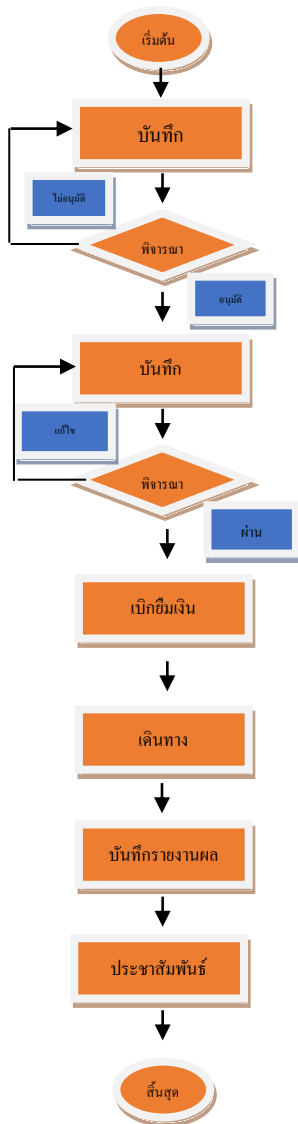 เริ่มต้น
บันทึก
ไม่อนุมัติ
พิจารณา
อนุมัติ
บันทึก
แก้ไข
พิจารณา
ผ่าน
เบิกยืมเงิน
เดินทาง
บันทึกรายงานผล
ประชาสัมพันธ์
สิ้นสุด